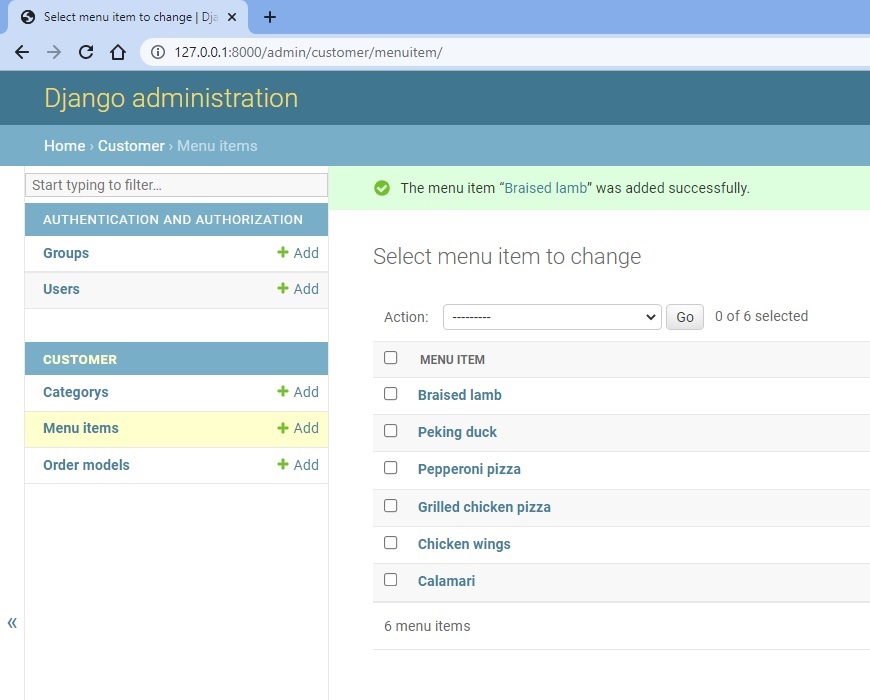 Select menu item to change | Dja
127.0.0.1:8000/admin/customer/menuitem/
Django administration
Home › Customer › Menu items
Start typing to filter...
AUTHENTICATION AND AUTHORIZATION
Groups + Add
Users + Add
CUSTOMER
Categorys + Add
Menu items + Add
Order models + Add
«
The menu item “Braised lamb” was added successfully.
Select menu item to change
Action: --------- Go 0 of 6 selected
MENU ITEM
Braised lamb
Peking duck
Pepperoni pizza
Grilled chicken pizza
Chicken wings
Calamari
6 menu items